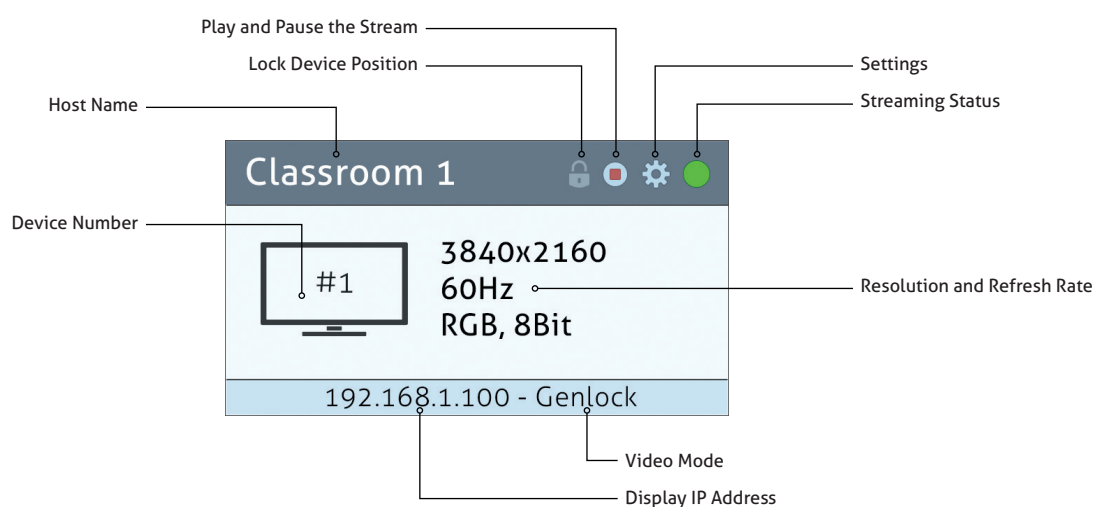 Play and Pause the Stream
Lock Device Position
Settings
Host Name
Streaming Status
Classroom 1
Device Number
#1
3840x2160
60Hz
RGB, 8Bit
Resolution and Refresh Rate
192.168.1.100 - Genlock
Video Mode
Display IP Address